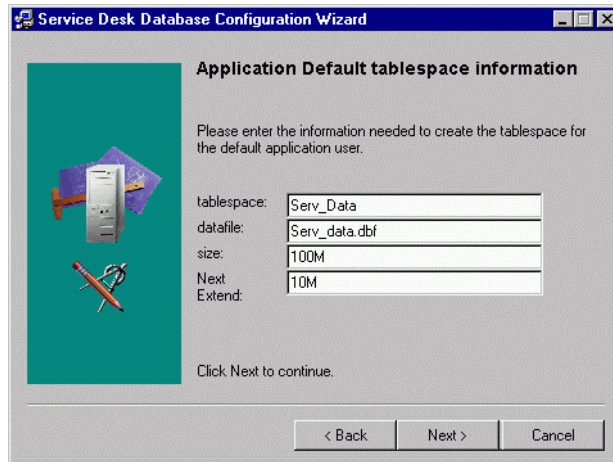 Service Desk Database Configuration Wizard
Application Default tablespace information
Please enter the information needed to create the tablespace for
the default application user.
tablespace: Serv_Data
datafile: Serv_data.dbf
size: 100M
Next
Extend: 10M
Click Next to continue.
< Back Next > Cancel